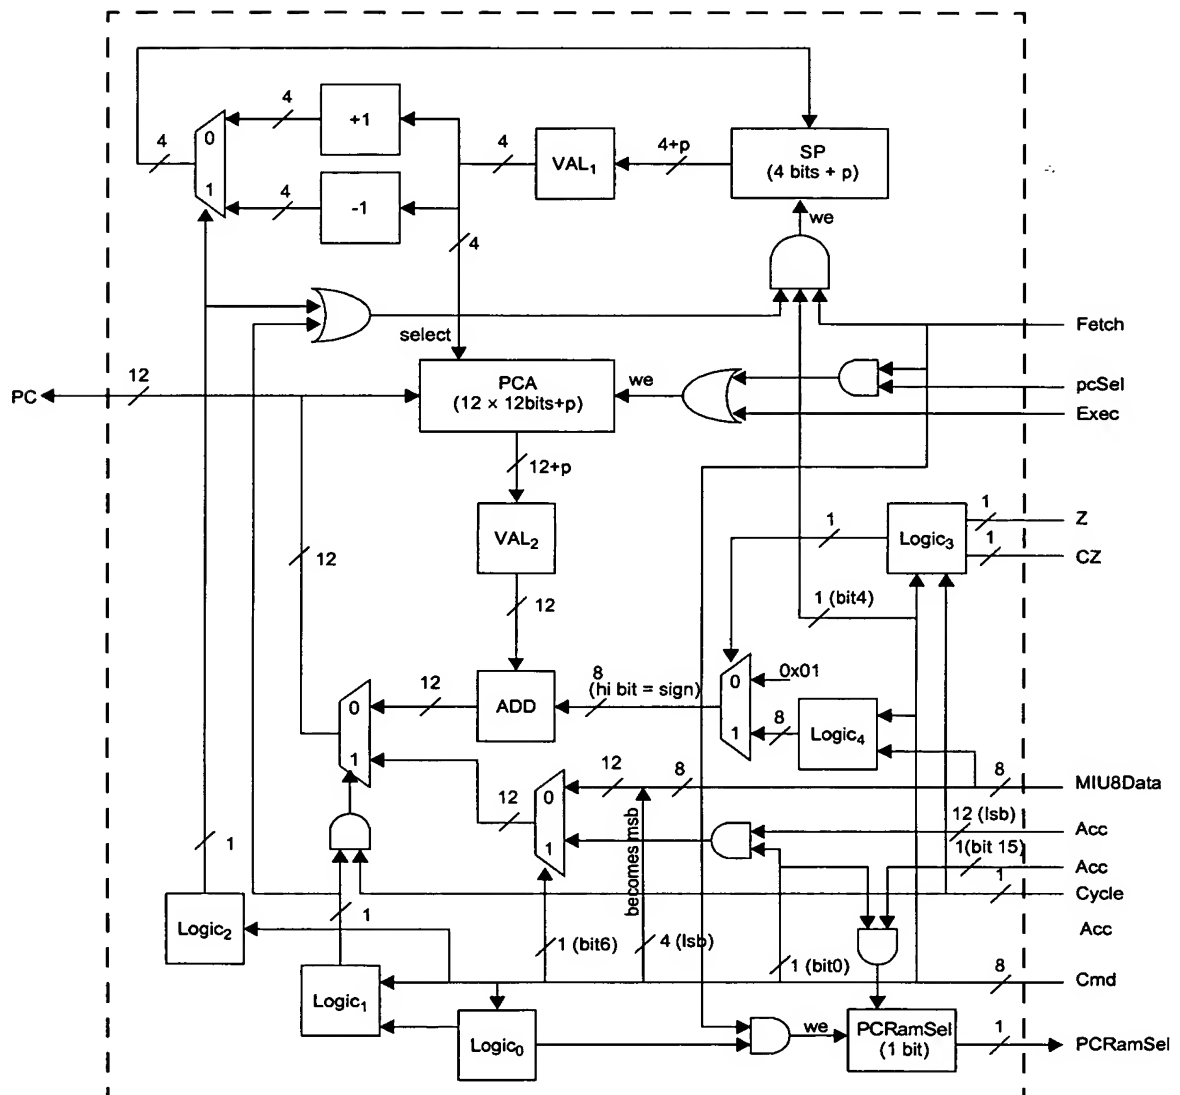 4
+1
4
0
1
4
-1
4
VAL1
4+p
SP
(4 bits + p)
we
4
select
Fetch
PC
12
PCA
(12 × 12bits+p)
we
pcSel
Exec
12+p
VAL2
12
12
1
Logic3
1
Z
1
CZ
1 (bit4)
0
0x01
8
(hi bit = sign)
1
8
Logic4
ADD
12
0
1
12
0
1
12
8
8
MIU8Data
becomes msb
12 (lsb)
Acc
1(bit 15)
Acc
1
Cycle
1
Logic2
1
Acc
1 (bit6)
4 (lsb)
1 (bit0)
8
Cmd
Logic1
Logic0
we
PCRamSel
(1 bit)
1
PCRamSel